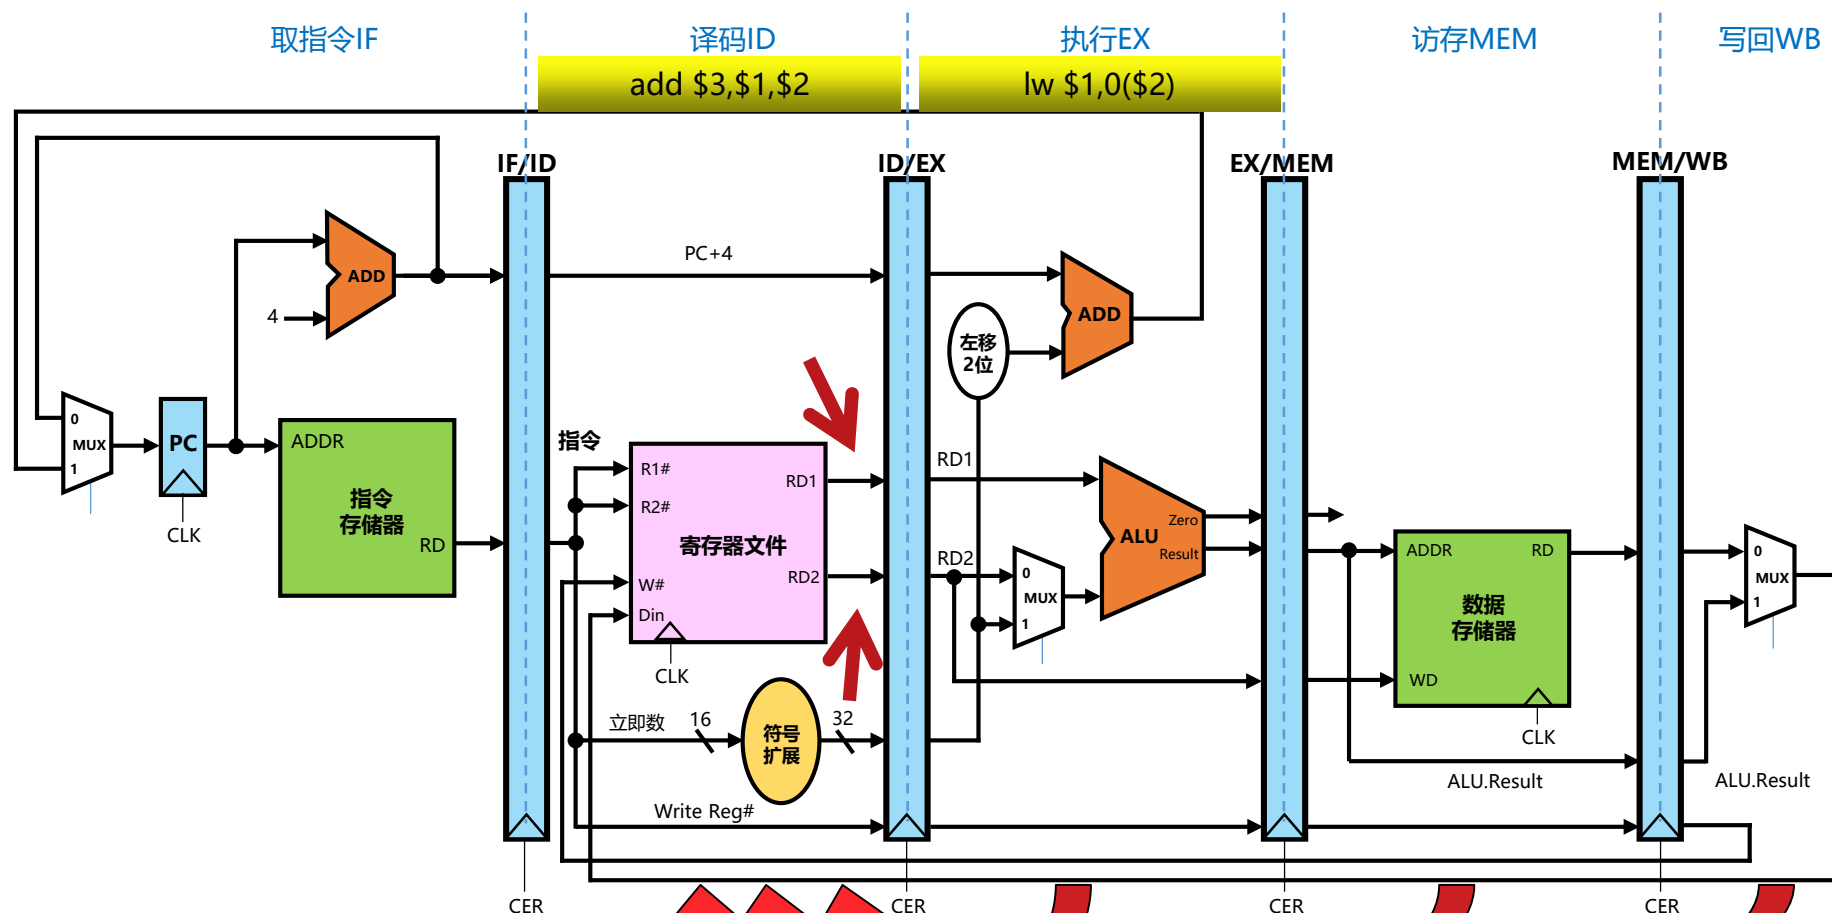 取指令IF
译码ID
执行EX
访存MEM
写回WB
add $3,$1,$2
lw $1,0($2)
IF/ID
ID/EX
EX/MEM
MEM/WB
ADD
4
PC+4
ADD
左移
2位
0
MUX
1
PC
CLK
ADDR
指令
存储器
RD
指令
R1#
R2#
W#
Din
寄存器文件
RD1
RD2
CLK
RD1
RD2
0
MUX
1
ALU
Zero
Result
ADDR
RD
数据
存储器
WD
CLK
0
MUX
1
立即数
16
符号
扩展
32
ALU.Result
ALU.Result
Write Reg#
CER
CER
CER
CER